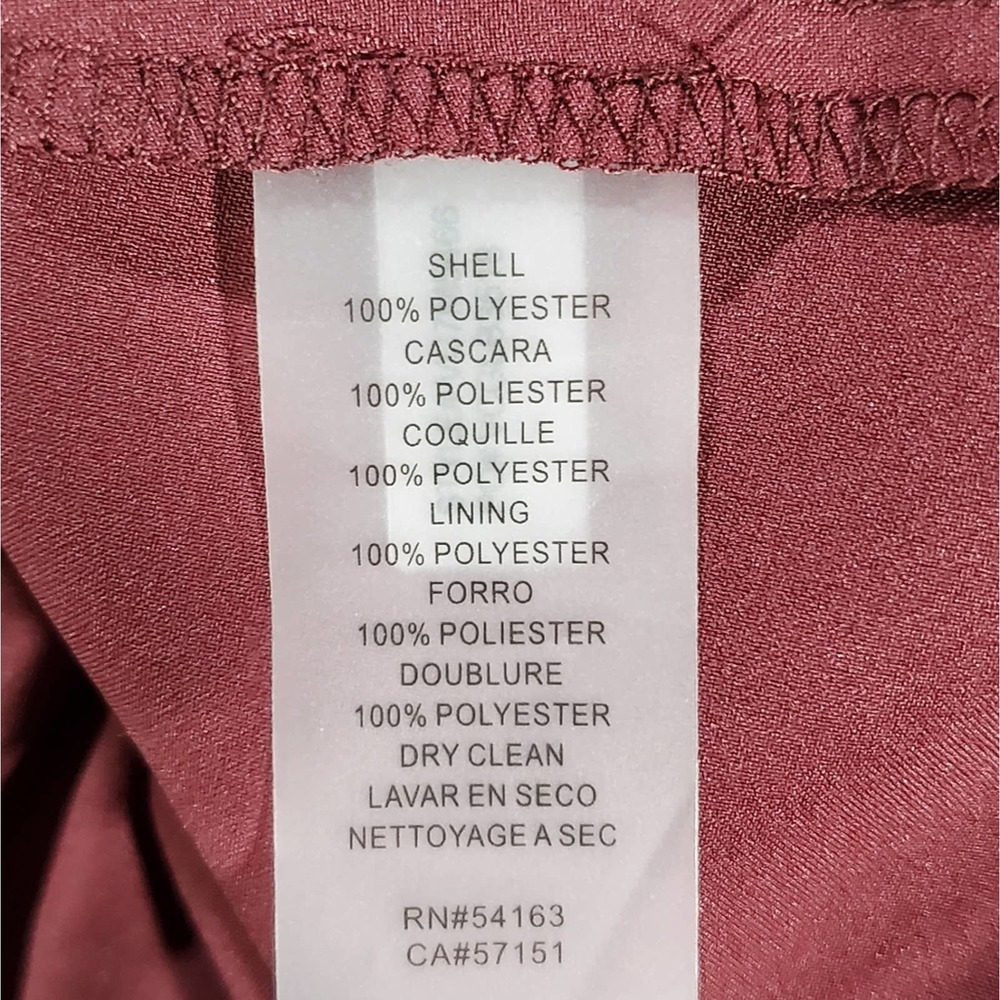 SHELL
100% POLYESTER
CASCARA
100% POLIESTER
COQUILLE
100% POLYESTER
LINING
100% POLYESTER
FORRO
100% POLIESTER
DOUBLURE
100% POLYESTER
DRY CLEAN
LAVAR EN SECO
NETTOYAGE A SEC
RN#54163
CA#57151